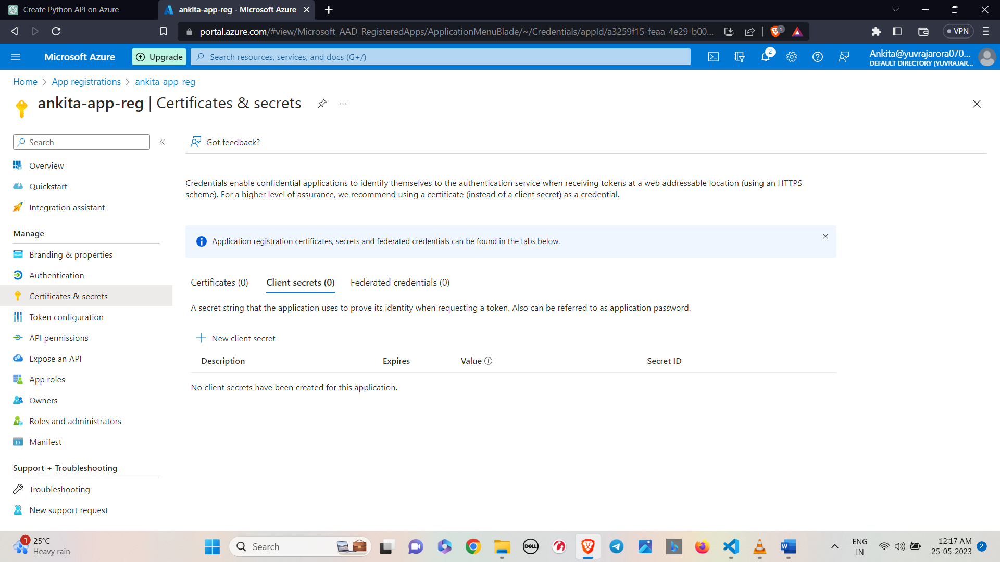 Create Python API on Azure
ankita-app-reg - Microsoft Azure
portal.azure.com/#view/Microsoft_AAD_RegisteredApps/ApplicationMenuBlade/~/Credentials/appId/a3259f15-feaa-4e29-b00...
1
VPN
Microsoft Azure
Upgrade
Search resources, services, and docs (G+/)
2
Ankita@yuvrajarora070...
DEFAULT DIRECTORY (YUVRAJAR...
Home > App registrations > ankita-app-reg
ankita-app-reg | Certificates & secrets
Search
Got feedback?
Overview
Quickstart
Integration assistant
Manage
Branding & properties
Authentication
Certificates & secrets
Token configuration
API permissions
Expose an API
App roles
Owners
Roles and administrators
Manifest
Support + Troubleshooting
Troubleshooting
New support request
Credentials enable confidential applications to identify themselves to the authentication service when receiving tokens at a web addressable location (using an HTTPS
scheme). For a higher level of assurance, we recommend using a certificate (instead of a client secret) as a credential.
Application registration certificates, secrets and federated credentials can be found in the tabs below.
Certificates (0) Client secrets (0) Federated credentials (0)
A secret string that the application uses to prove its identity when requesting a token. Also can be referred to as application password.
New client secret
Description Expires Value Secret ID
No client secrets have been created for this application.
1
25°C
Heavy rain
Search
DELL
ENG
IN
12:17 AM
25-05-2023
2